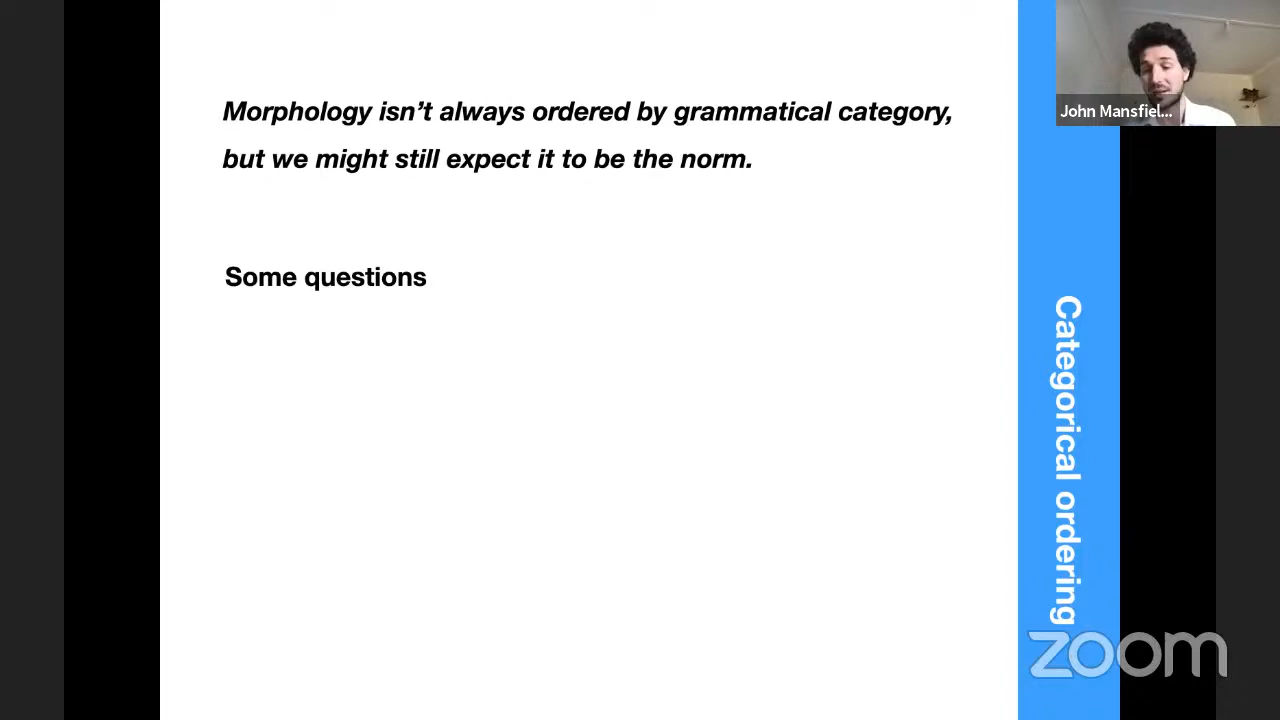 Morphology isn’t always ordered by grammatical category,
but we might still expect it to be the norm.
Some questions
Categorical ordering
John Mansfiel...
zoom